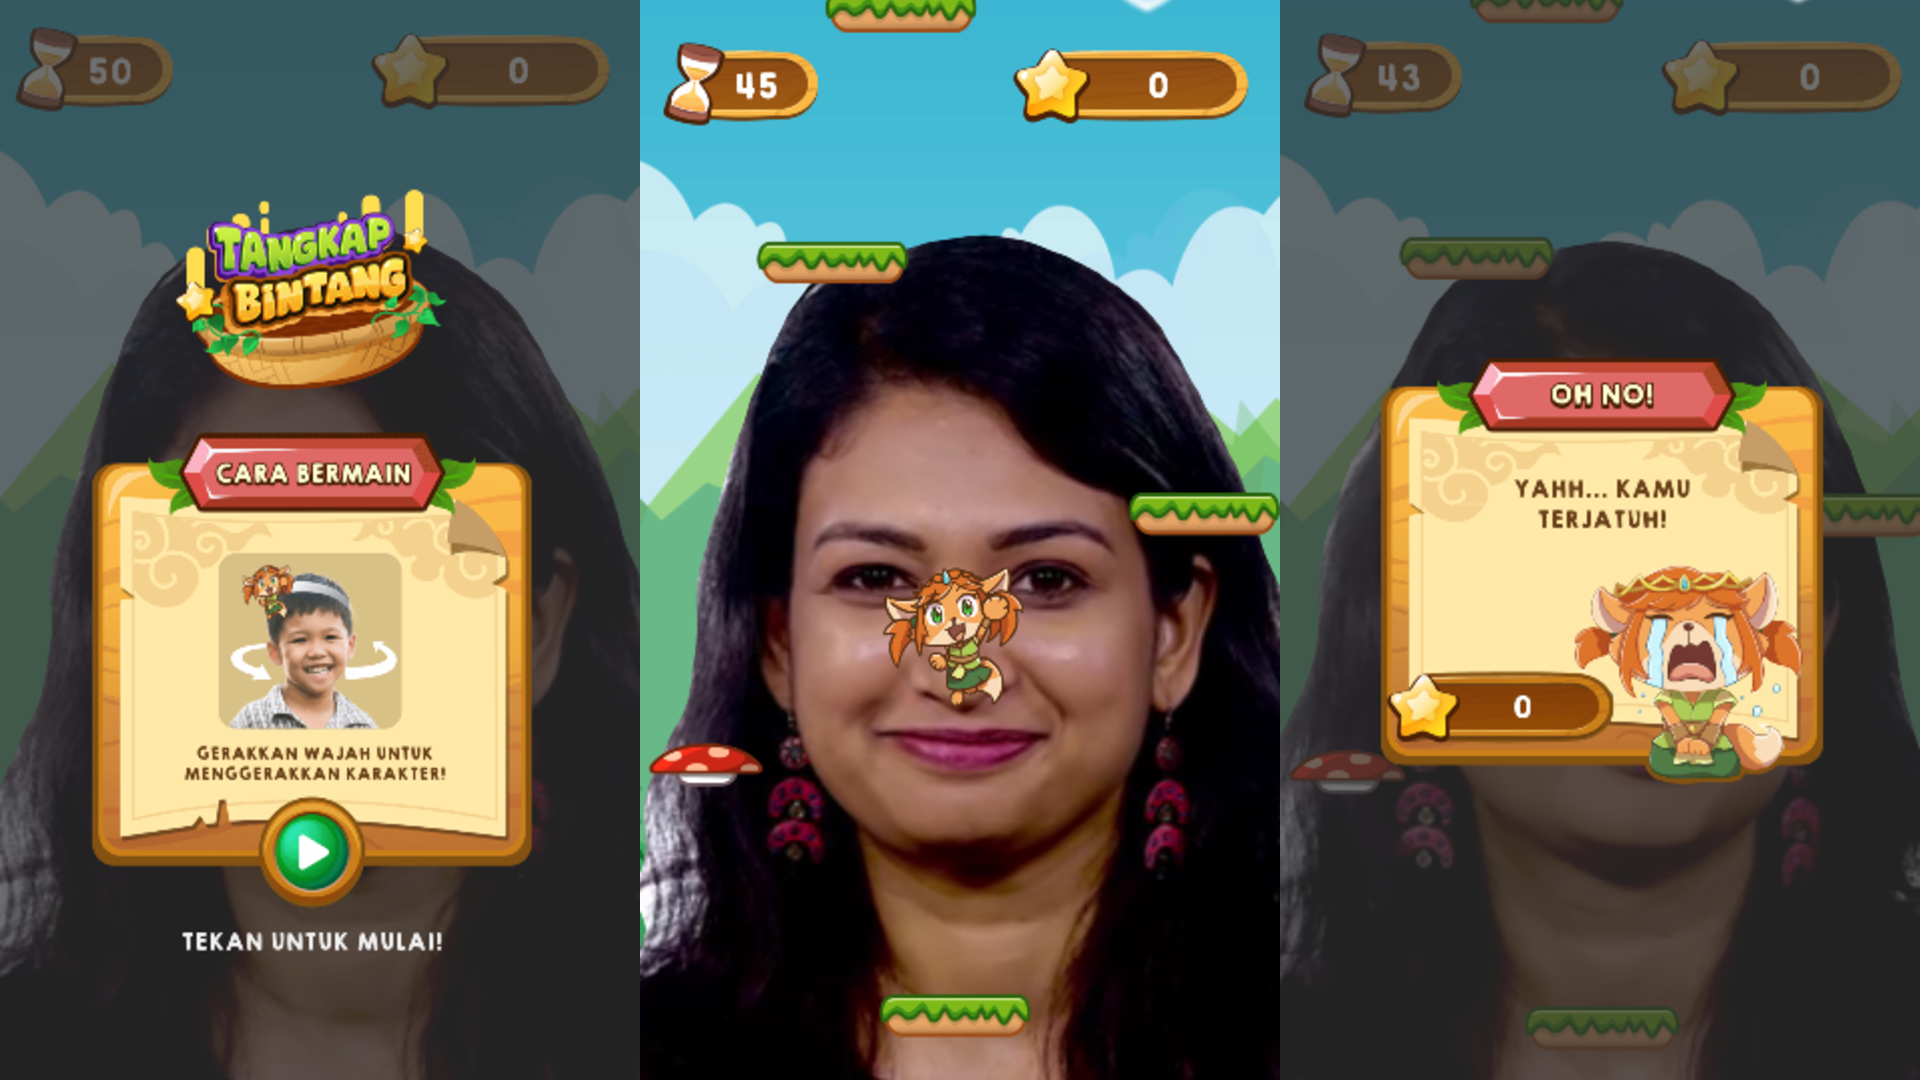 50
0
TANGKAP
BINTANG
CARA BERMAIN
GERAKKAN WAJAH UNTUK
MENGGERAKKAN KARAKTER!
TEKAN UNTUK MULAI!
45
0
43
0
OH NO!
YAHH... KAMU
TERJATUH!
0